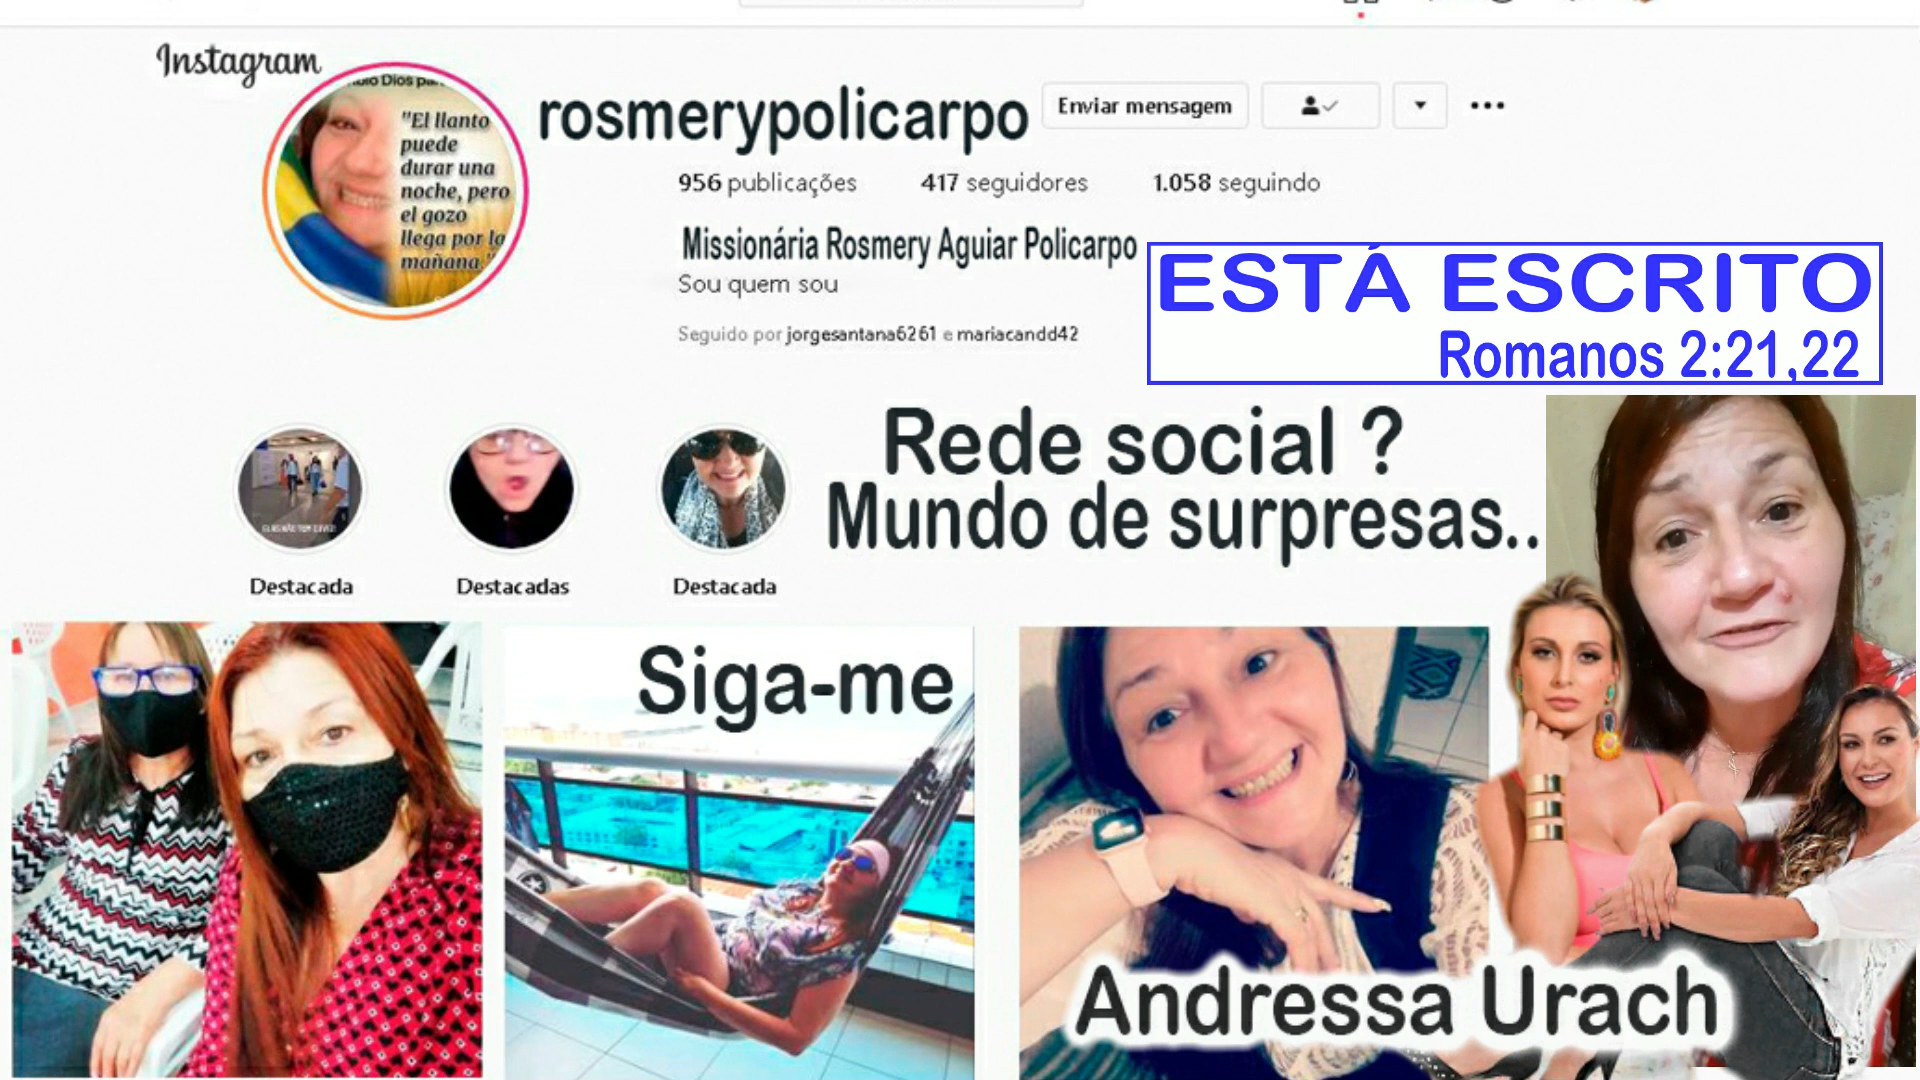 Instagram
Dios
"El llanto
puede
durar una
noche, pero
el gozo
llega por la
mañana."
rosmerypolicarpo
Enviar mensagem
956 publicações 417 seguidores 1.058 seguindo
Missionária Rosmery Aguiar Policarpo
Sou quem sou
Seguido por jorgesantana6261 e mariacandd42
ESTÁ ESCRITO
Romanos 2:21,22
Rede social ?
Mundo de surpresas..
Destacada Destacadas Destacada
Siga-me
Andressa Urach